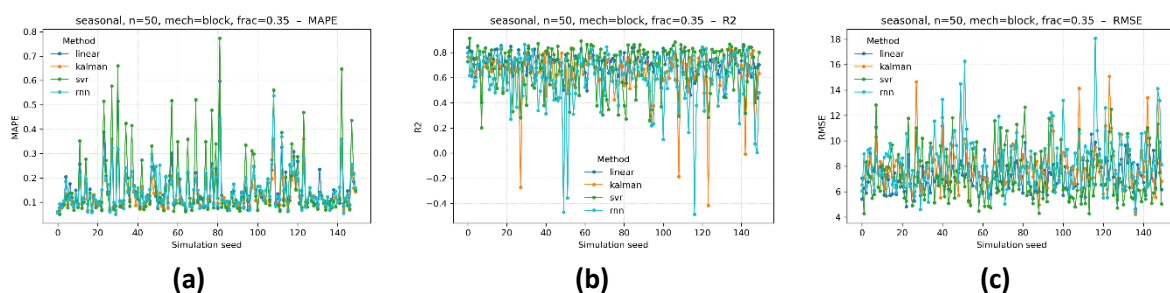 seasonal, n=50, mech=block, frac=0.35 – MAPE
0.8
0.7
0.6
0.5
0.4
0.3
0.2
0.1
MAPE
Method
linear
kalman
svr
rnn
0
20
40
60
80
100
120
140
Simulation seed
(a)
seasonal, n=50, mech=block, frac=0.35 – R2
0.8
0.6
0.4
0.2
0.0
−0.2
−0.4
R2
Method
linear
kalman
svr
rnn
0
20
40
60
80
100
120
140
Simulation seed
(b)
seasonal, n=50, mech=block, frac=0.35 – RMSE
18
16
14
12
10
8
6
4
RMSE
Method
linear
kalman
svr
rnn
0
20
40
60
80
100
120
140
Simulation seed
(c)